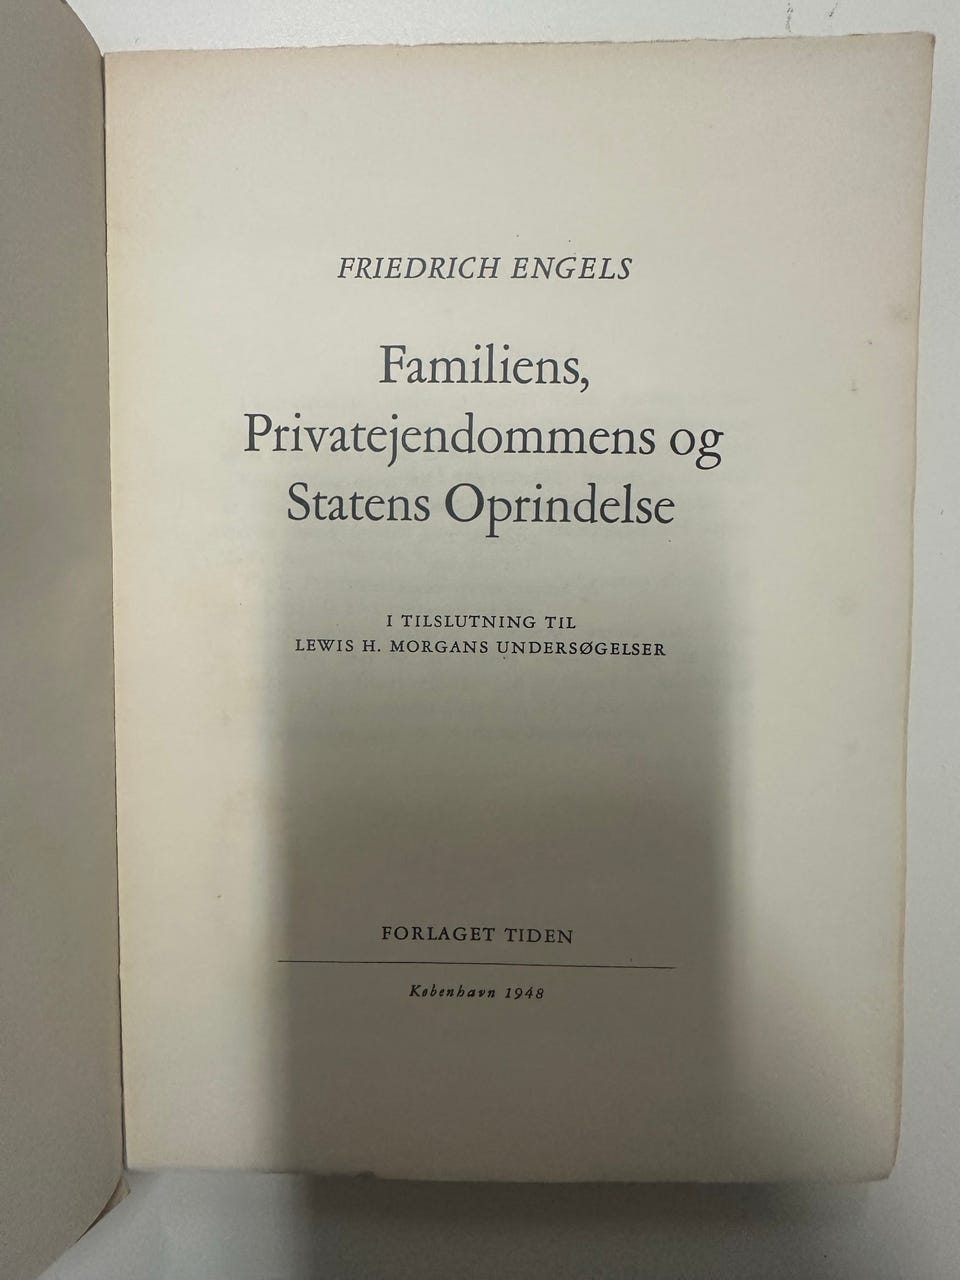 FRIEDRICH ENGELS
Familiens,
Privatejendommens og
Statens Oprindelse
I TILSLUTNING TIL
LEWIS H. MORGANS UNDERSØGELSER
FORLAGET TIDEN
København 1948